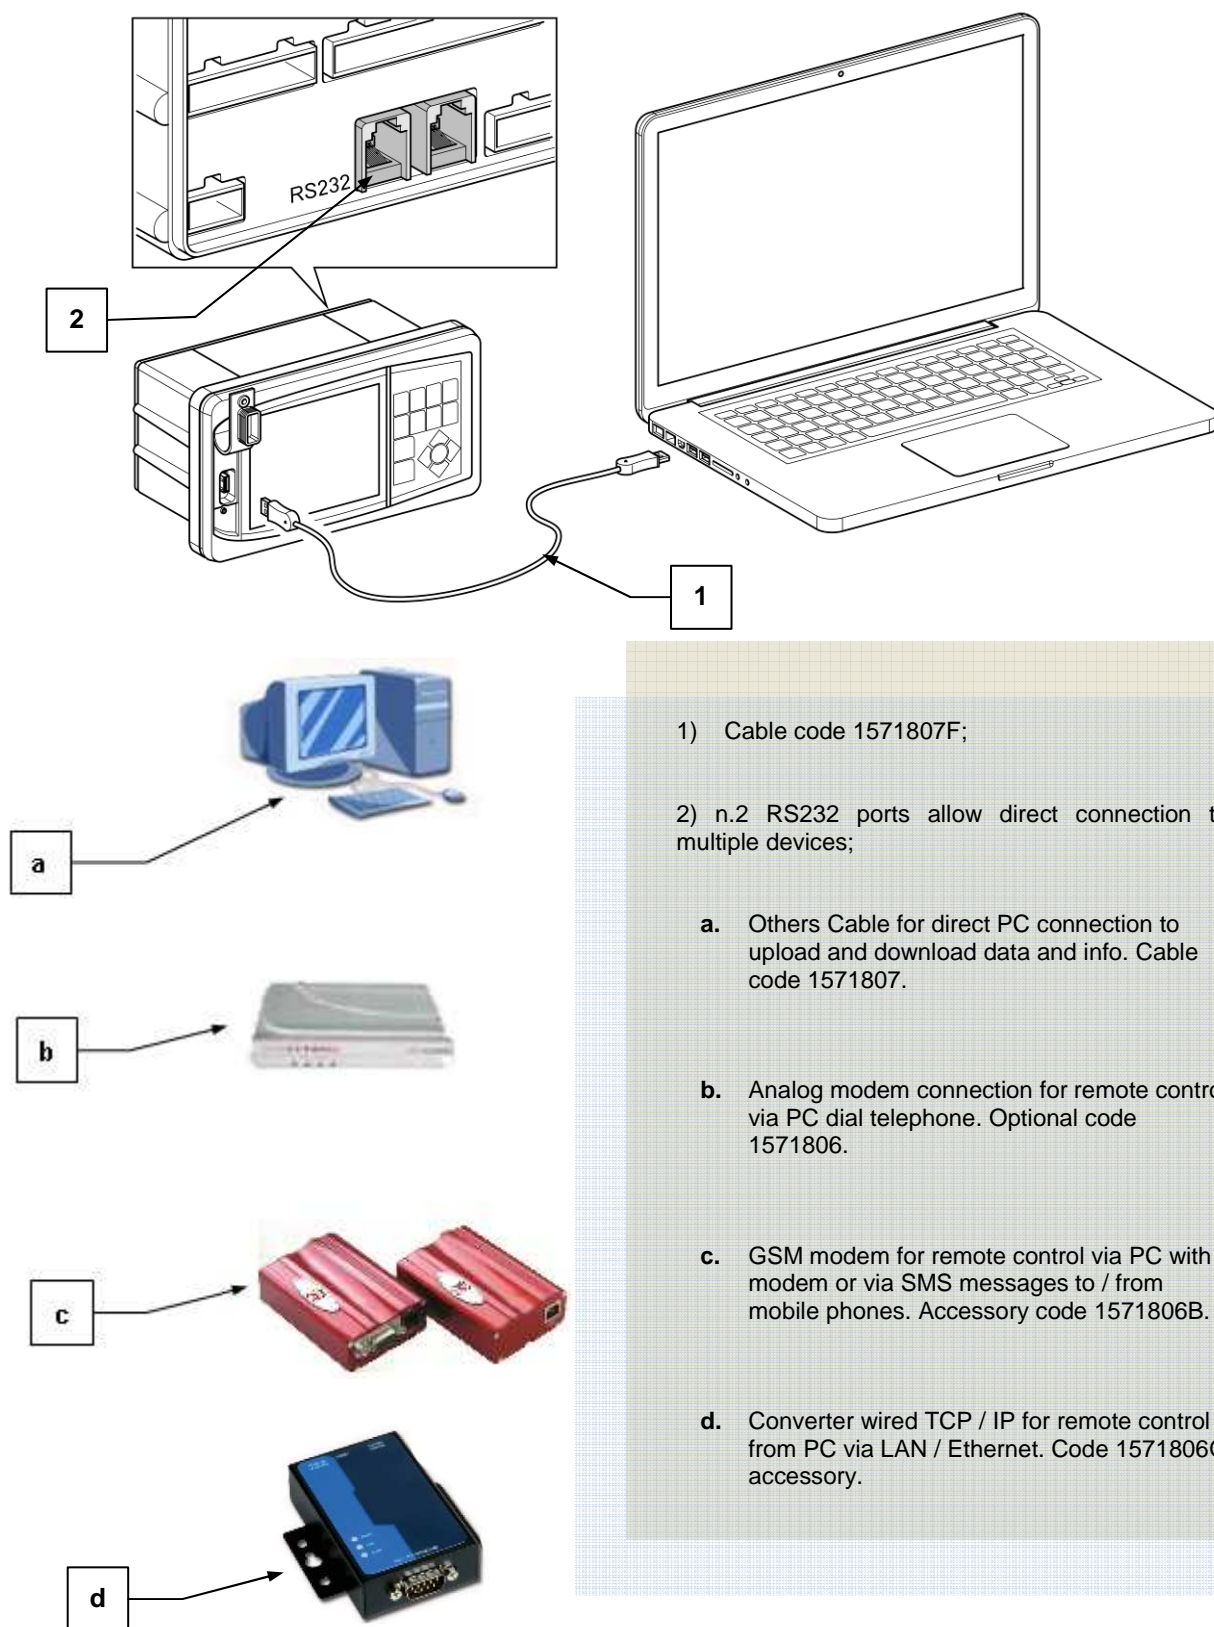 RS232
2
1
a
b
c
d
1) Cable code 1571807F;
2) n.2 RS232 ports allow direct connection
multiple devices;
a. Others Cable for direct PC connection to
upload and download data and info. Cable
code 1571807.
b. Analog modem connection for remote
via PC dial telephone. Optional code
1571806.
c. GSM modem for remote control via PC with
modem or via SMS messages to / from
mobile phones. Accessory code 1571806B.
d. Converter wired TCP / IP for remote control
from PC via LAN / Ethernet. Code
accessory.